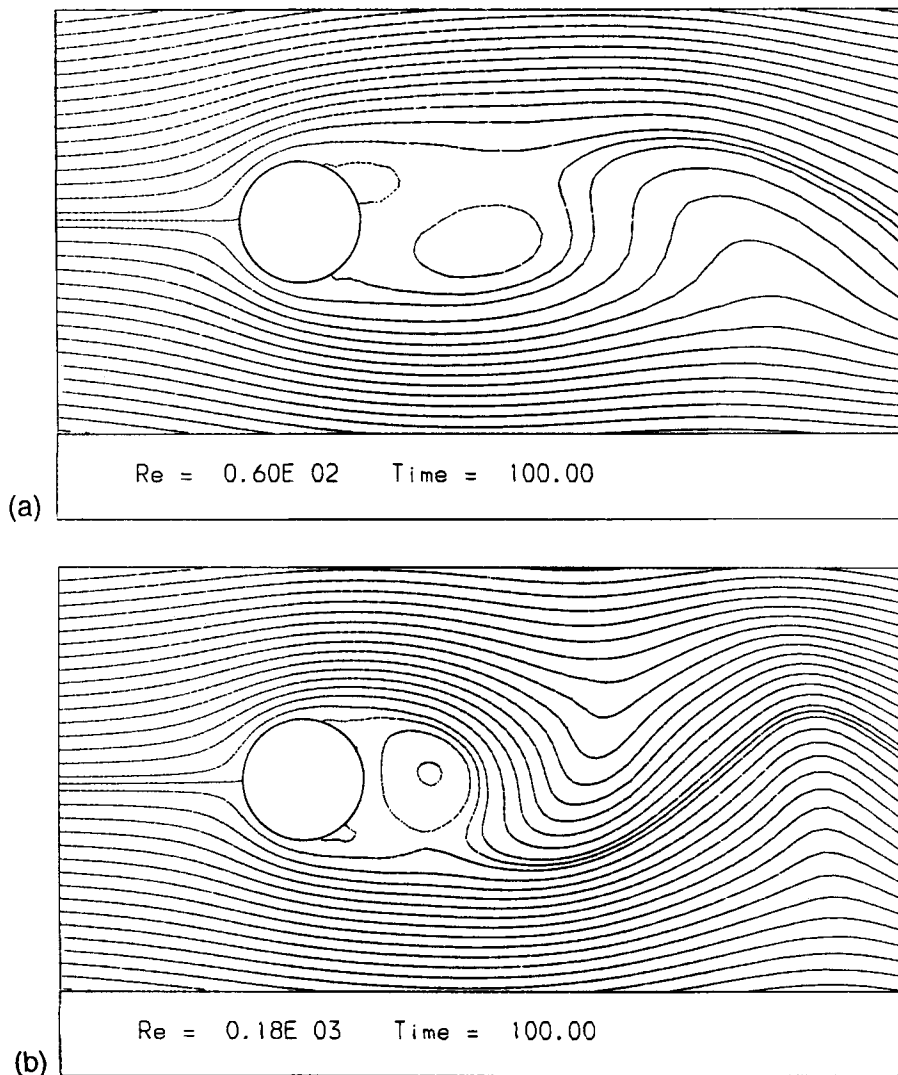 Re = 0.60E 02 Time = 100.00
(a)
Re = 0.18E 03 Time = 100.00
(b)